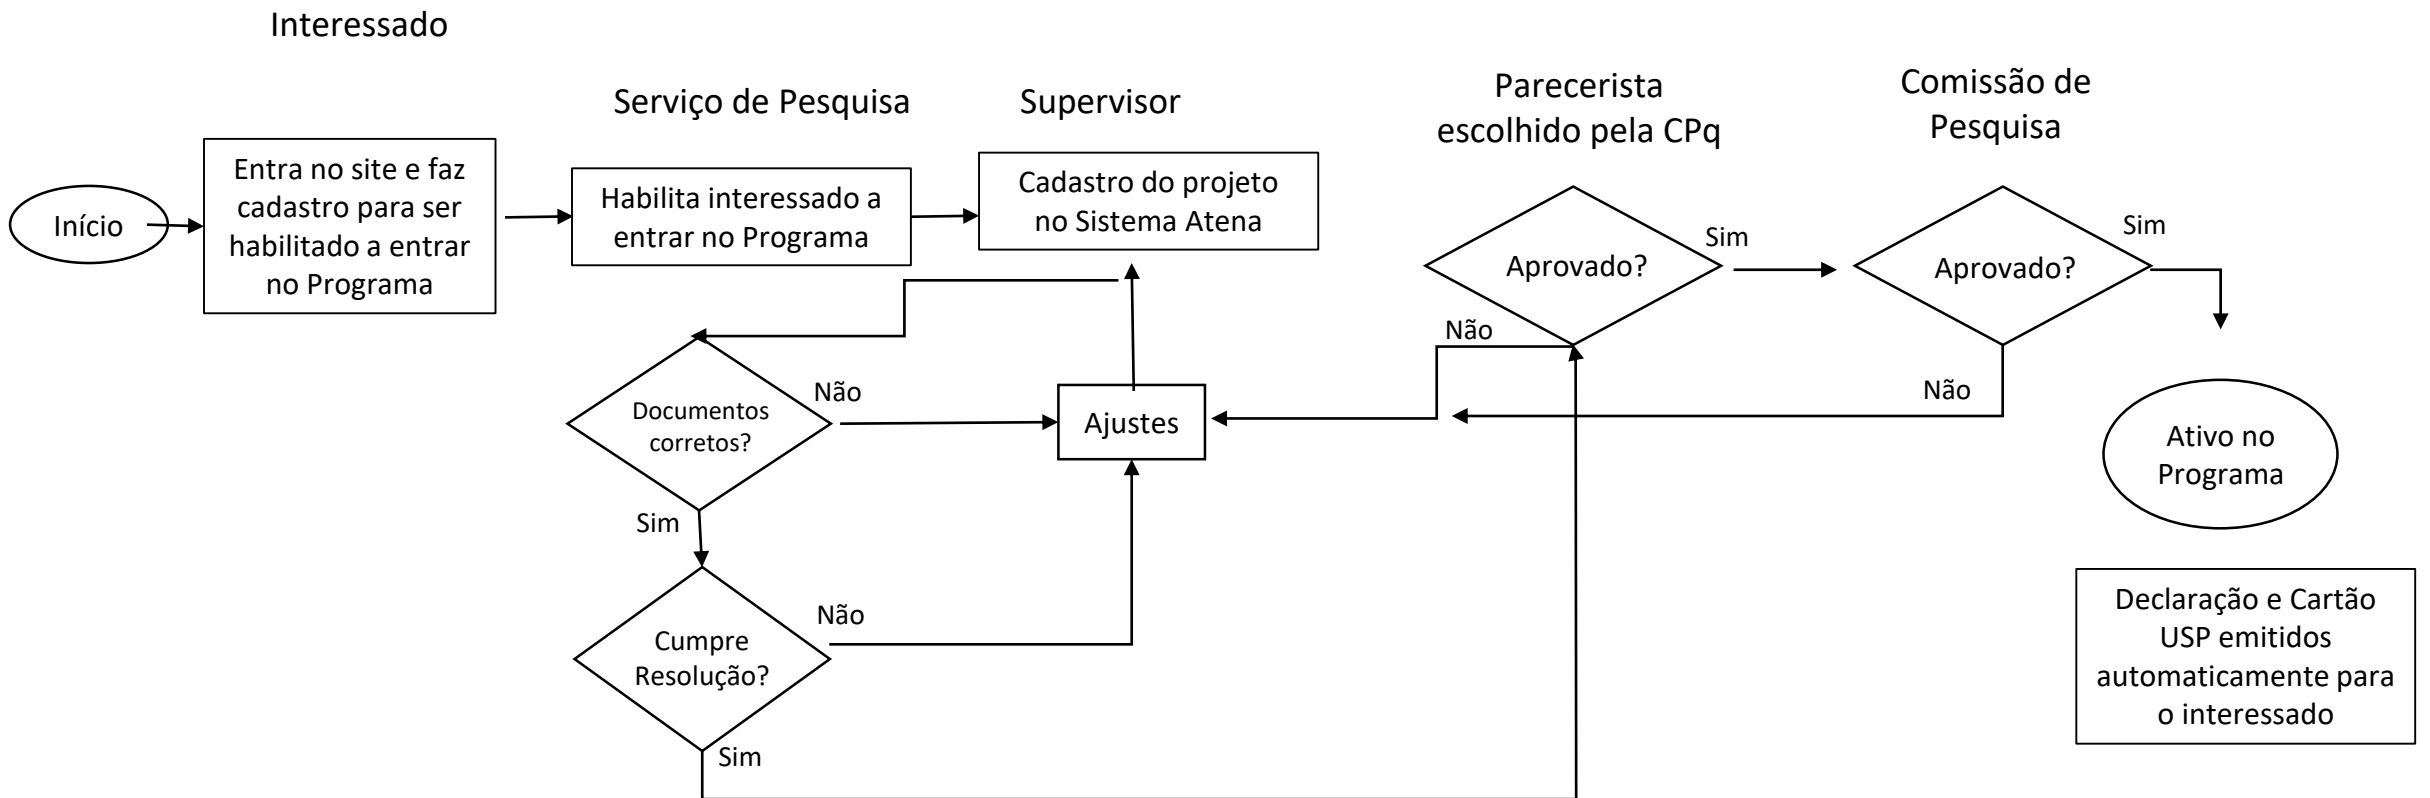 Interessado
Serviço de Pesquisa
Supervisor
Parecerista
escolhido pela CPq
Comissão de
Pesquisa
Início
Entra no site e faz
cadastro para ser
habilitado a entrar
no Programa
Habilita interessado a
entrar no Programa
Cadastro do projeto
no Sistema Atena
Aprovado?
Sim
Não
Aprovado?
Sim
Não
Documentos
corretos?
Não
Sim
Ajustes
Ativo no
Programa
Cumpre
Resolução?
Não
Sim
Declaração e Cartão
USP emitidos
automaticamente para
o interessado